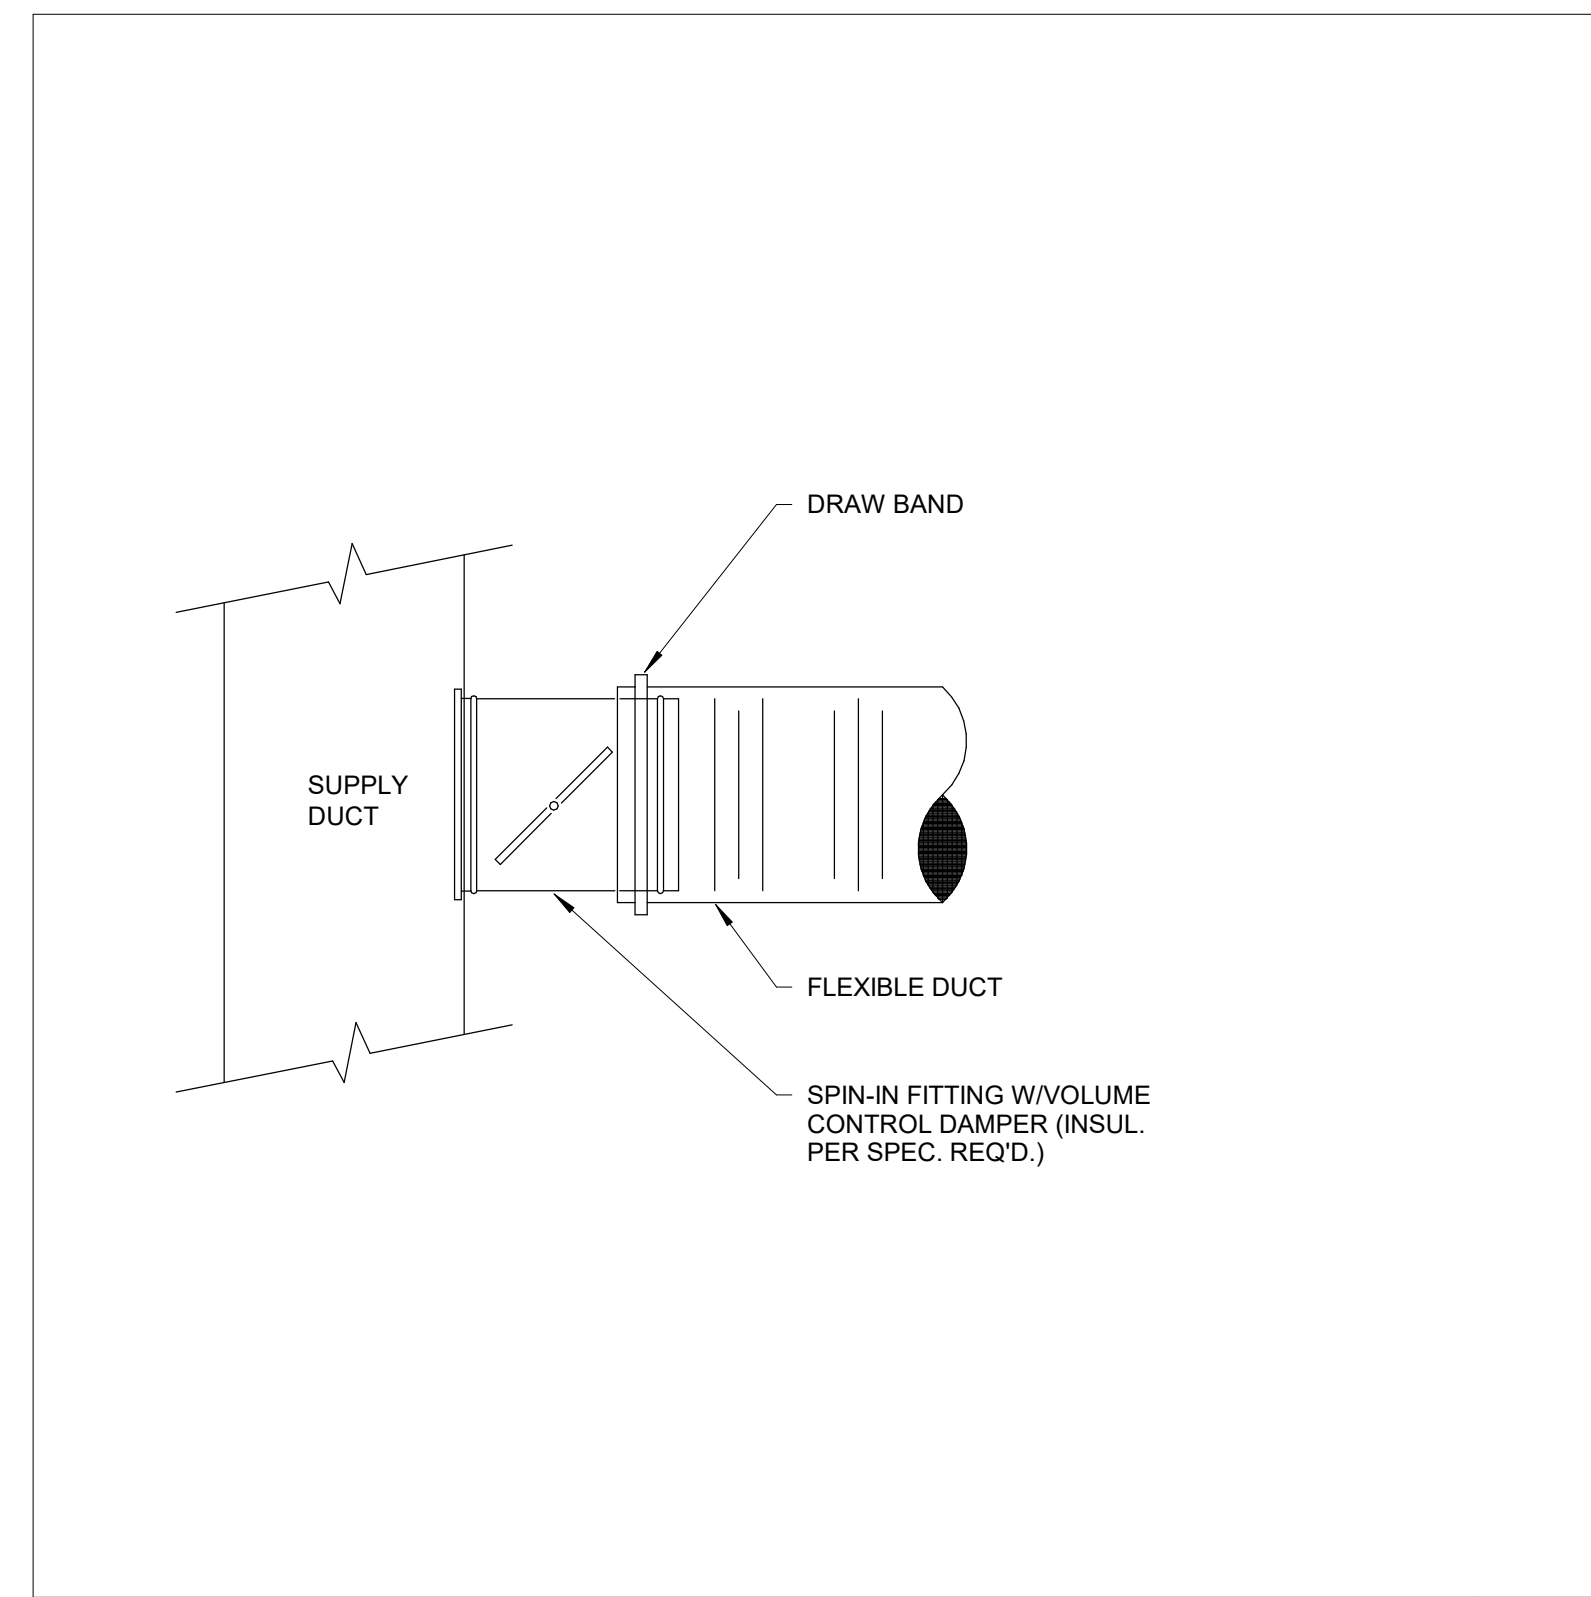 DRAW BAND
SUPPLY
DUCT
FLEXIBLE DUCT
SPIN-IN FITTING W/VOLUME
CONTROL DAMPER (INSUL.
PER SPEC. REQ'D.)